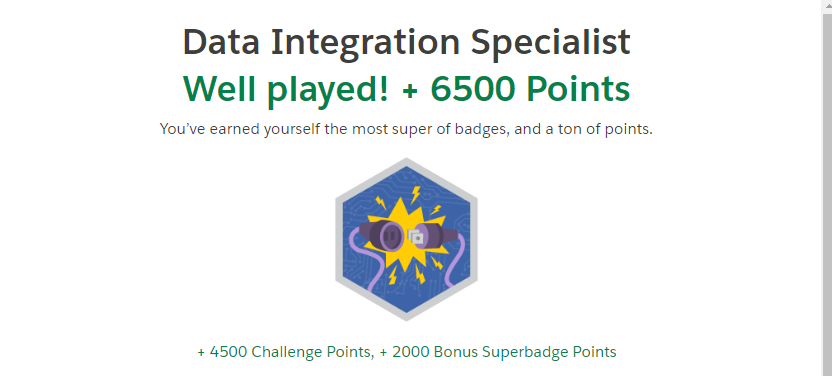 Data Integration Specialist
Well played! + 6500 Points
You’ve earned yourself the most super of badges, and a ton of points.
+ 4500 Challenge Points, + 2000 Bonus Superbadge Points